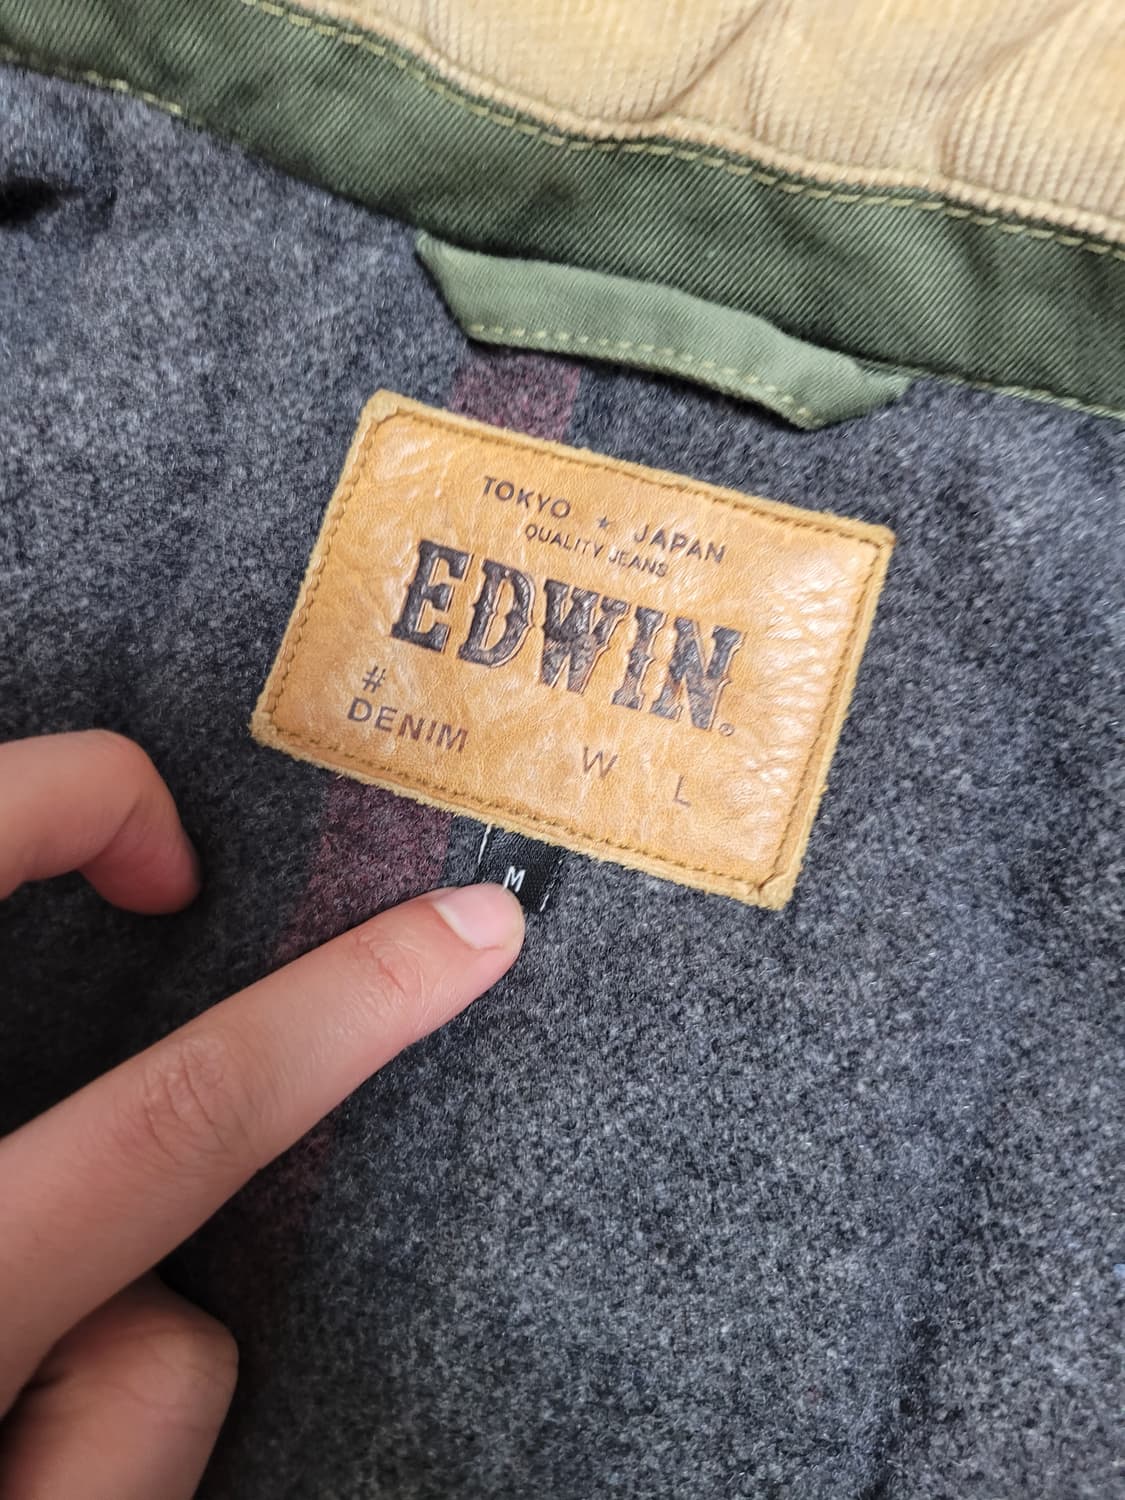 TOKYO ★ JAPAN
QUALITY JEANS
EDWIN®
#
DENIM W L
M